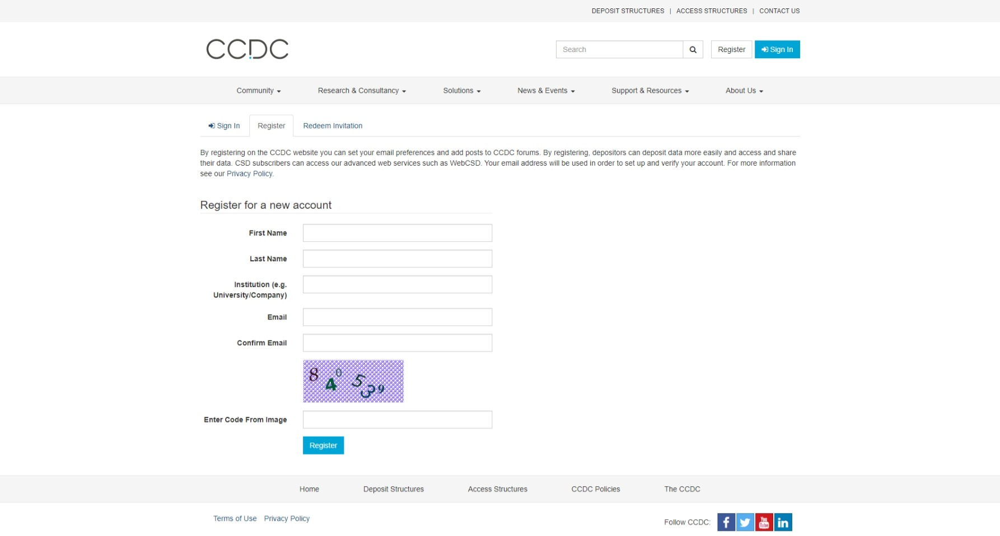 DEPOSIT STRUCTURES | ACCESS STRUCTURES | CONTACT US
CCDC
Search
Register
Sign In
Community
Research & Consultancy
Solutions
News & Events
Support & Resources
About Us
Sign In
Register
Redeem Invitation
By registering on the CCDC website you can set your email preferences and add posts to CCDC forums. By registering, depositors can deposit data more easily and access and share
their data. CSD subscribers can access our advanced web services such as WebCSD. Your email address will be used in order to set up and verify your account. For more information
see our Privacy Policy.
Register for a new account
First Name
Last Name
Institution (e.g.
University/Company)
Email
Confirm Email
840539
Enter Code From Image
Register
Home
Deposit Structures
Access Structures
CCDC Policies
The CCDC
Terms of Use
Privacy Policy
Follow CCDC:
f
You Tube
in